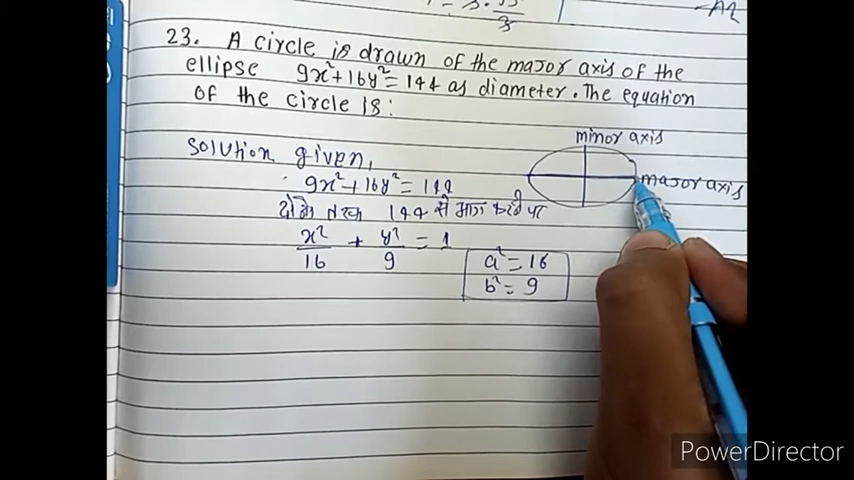 23. A circle is drawn of the major axis of the
ellipse 9x²+16y²=144 as diameter. The equation
of the circle is:
minor axis
major axis
solution given,
9x²+16y²=144
दोनो तरफ 144 से भाग करने पर
x²/16 + y²/9 = 1
a²=16
b²=9
PowerDirector